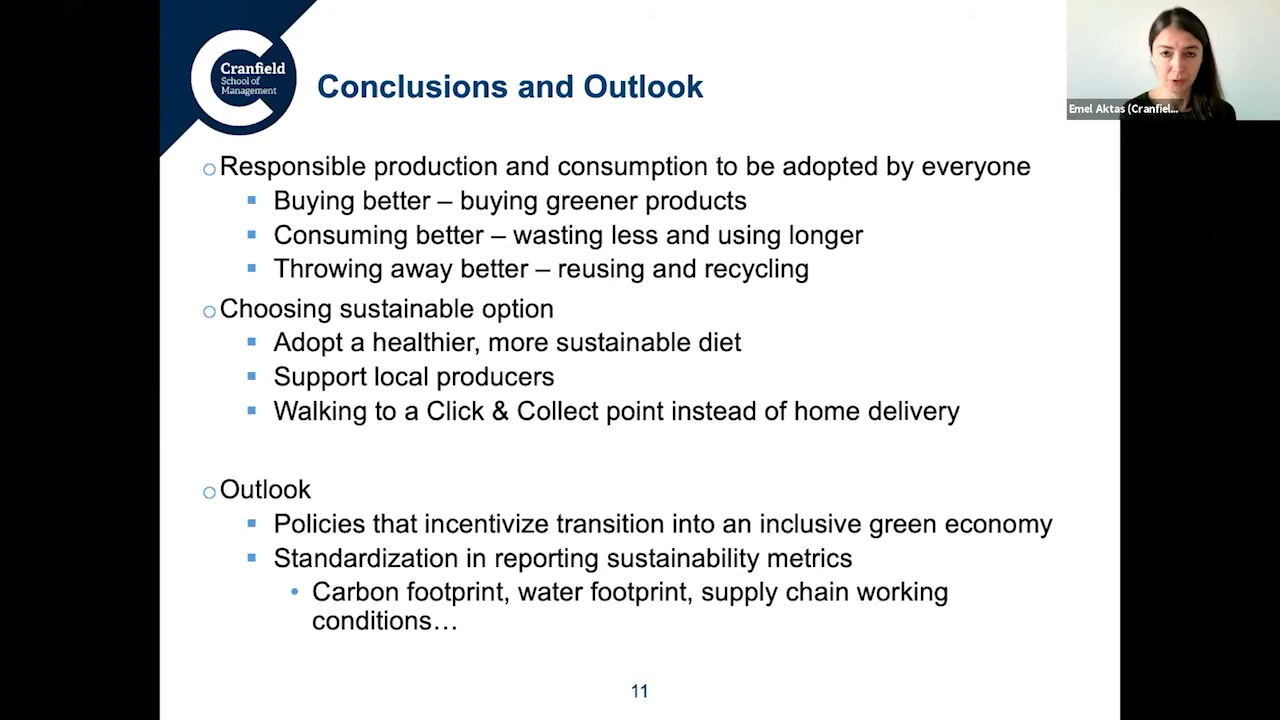 Cranfield
School of
Management
Conclusions and Outlook
Emel Aktas (Cranfiel...
Responsible production and consumption to be adopted by everyone
Buying better – buying greener products
Consuming better – wasting less and using longer
Throwing away better – reusing and recycling
Choosing sustainable option
Adopt a healthier, more sustainable diet
Support local producers
Walking to a Click & Collect point instead of home delivery
Outlook
Policies that incentivize transition into an inclusive green economy
Standardization in reporting sustainability metrics
Carbon footprint, water footprint, supply chain working
conditions…
11